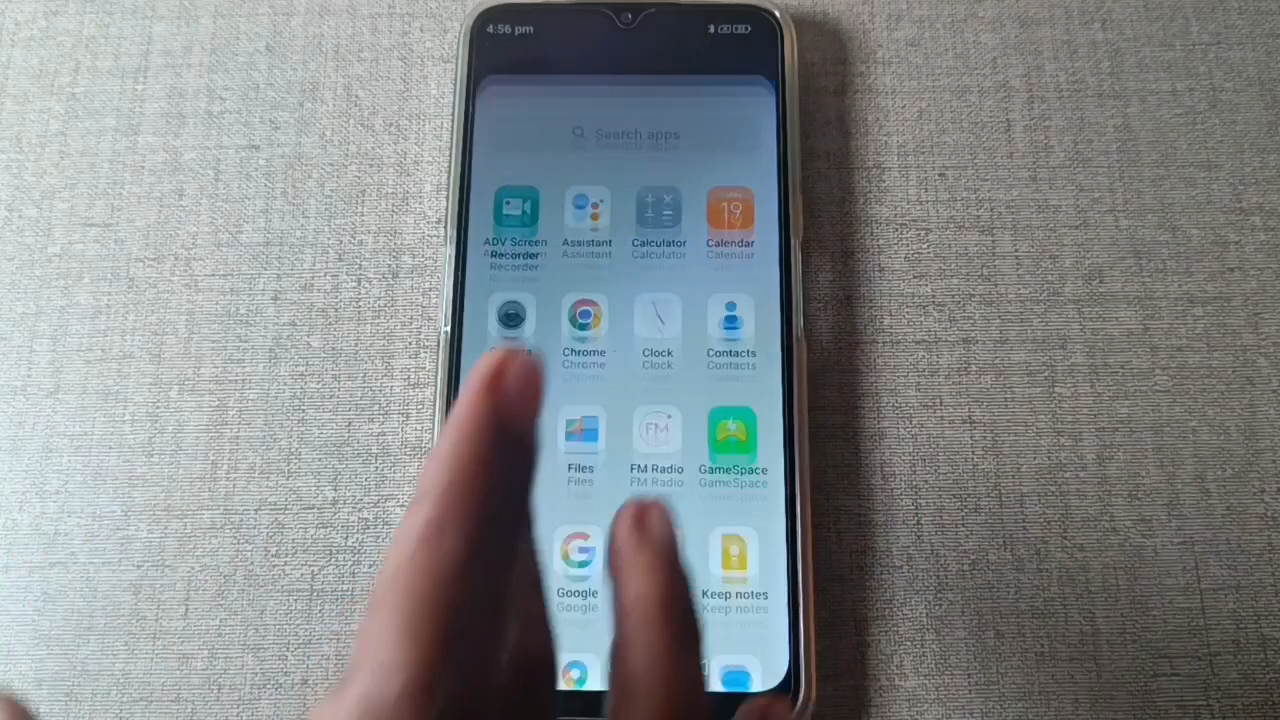 4:56 pm
Search apps
ADV Screen Recorder
Assistant
Calculator
Calendar
19
Chrome
Clock
Contacts
Files
FM
FM Radio
GameSpace
G
Google
Keep notes